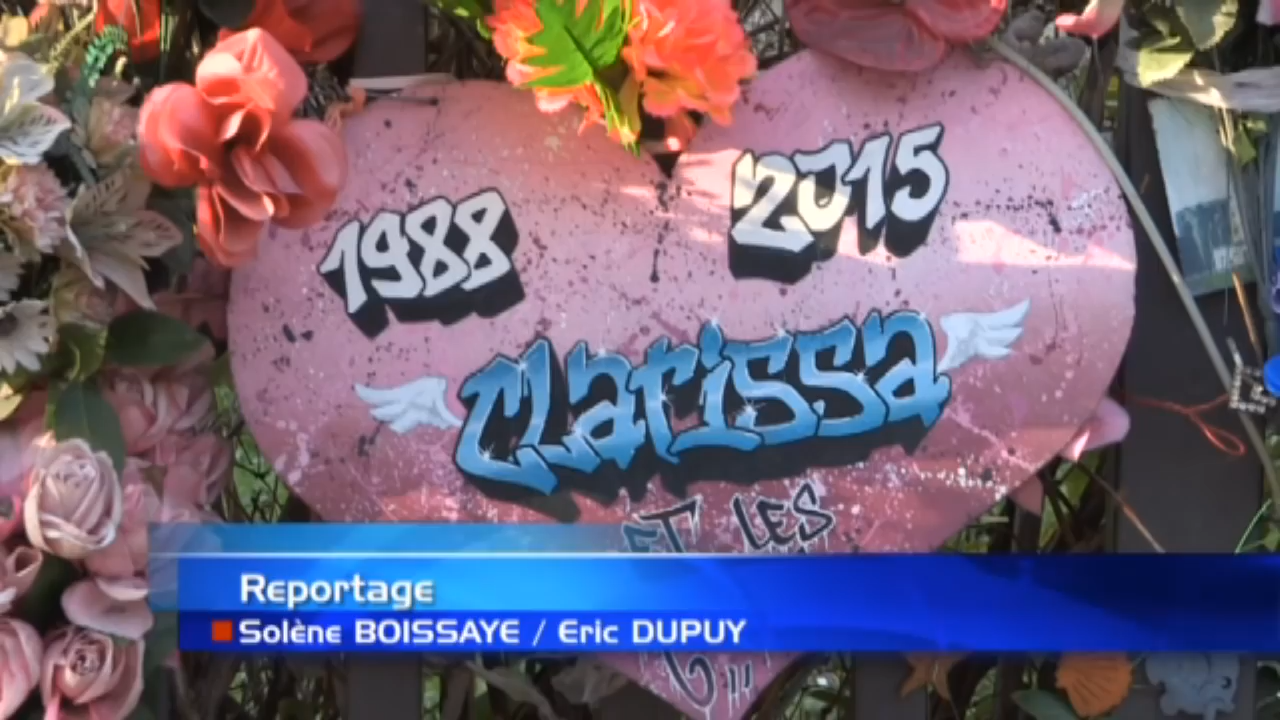 1988 2015
Clarissa
ET LES
Reportage
Solène BOISSAYE / Eric DUPUY